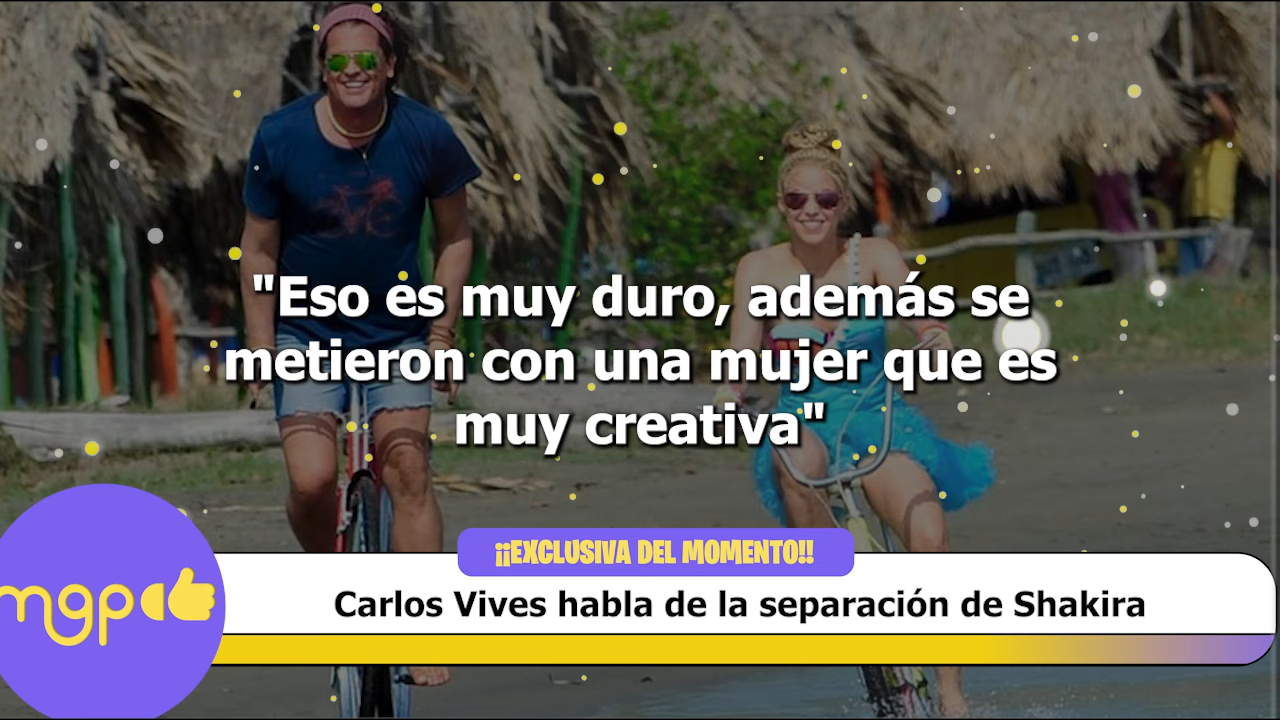 "Eso es muy duro, además se
metieron con una mujer que es
muy creativa"
¡¡EXCLUSIVA DEL MOMENTO!!
mgp
Carlos Vives habla de la separación de Shakira